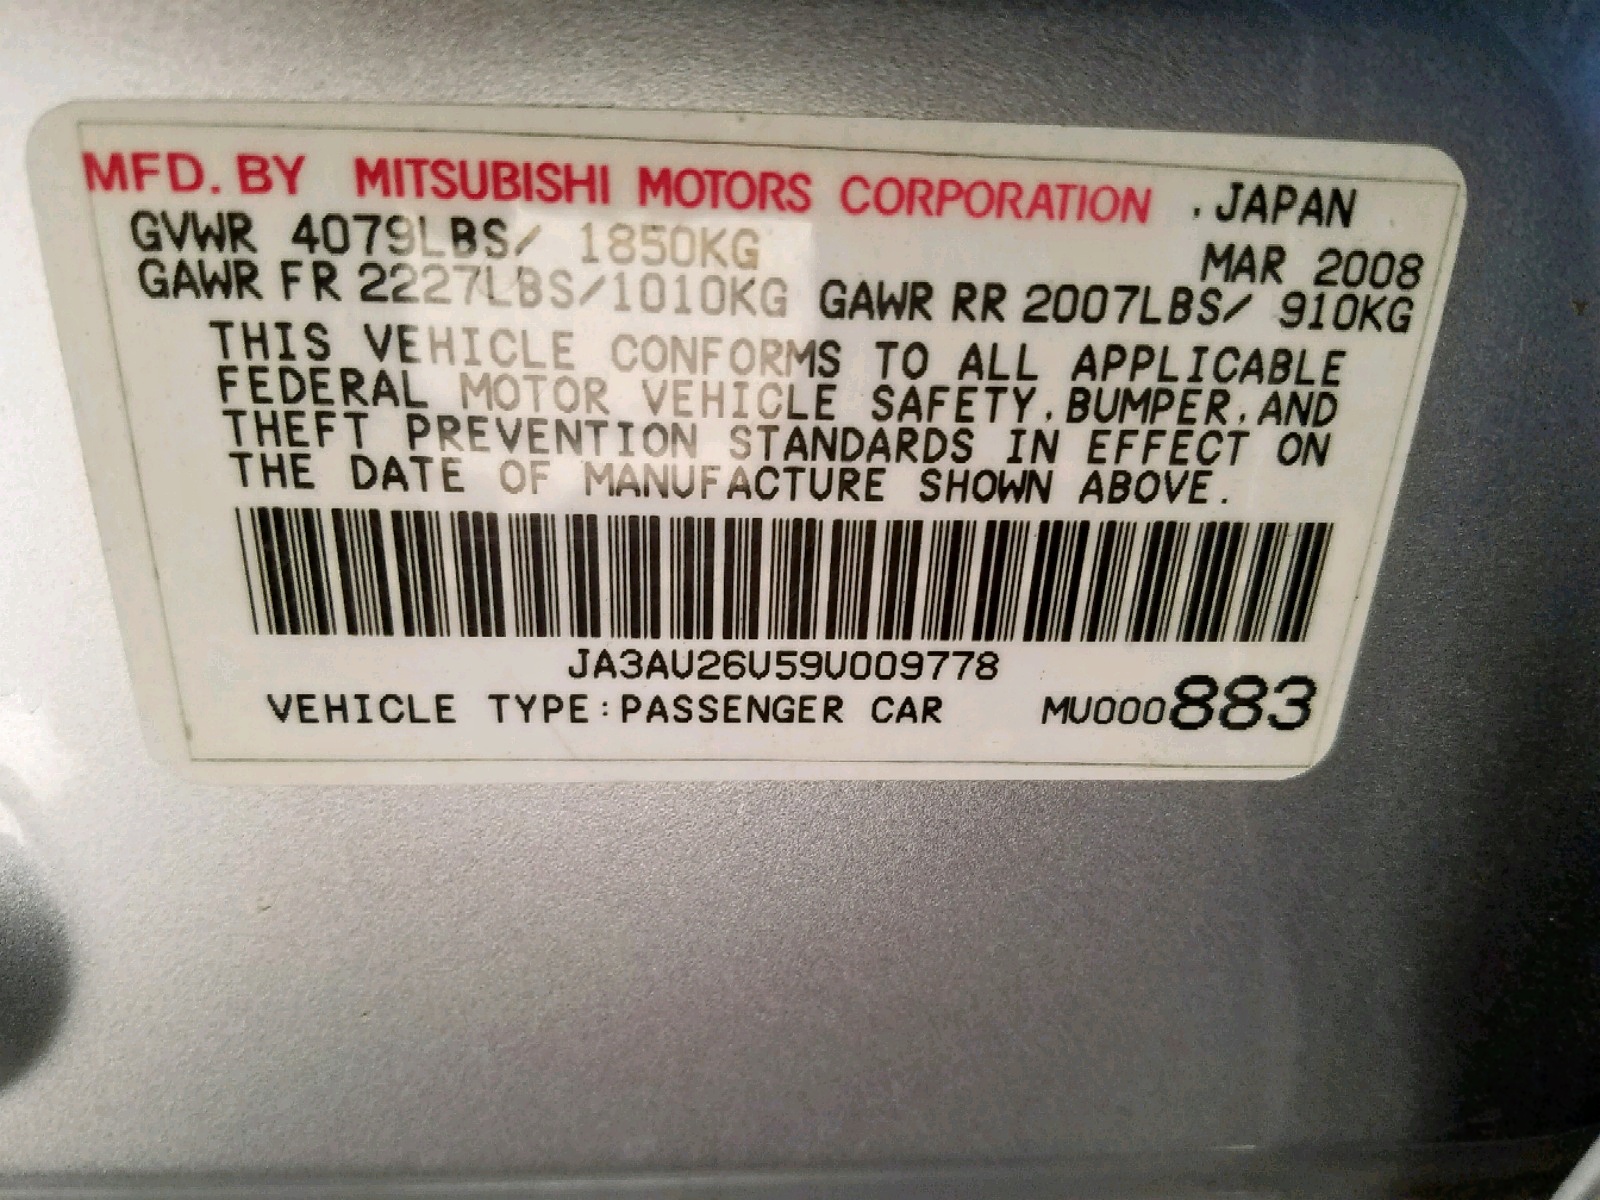 MFD. BY MITSUBISHI MOTORS CORPORATION , JAPAN
GVWR 4079LBS/ 1850KG MAR 2008
GAWR FR 2227LBS/1010KG GAWR RR 2007LBS/ 910KG
THIS VEHICLE CONFORMS TO ALL APPLICABLE
FEDERAL MOTOR VEHICLE SAFETY, BUMPER, AND
THEFT PREVENTION STANDARDS IN EFFECT ON
THE DATE OF MANUFACTURE SHOWN ABOVE.
JA3AU26U59U009778
VEHICLE TYPE:PASSENGER CAR MU000883